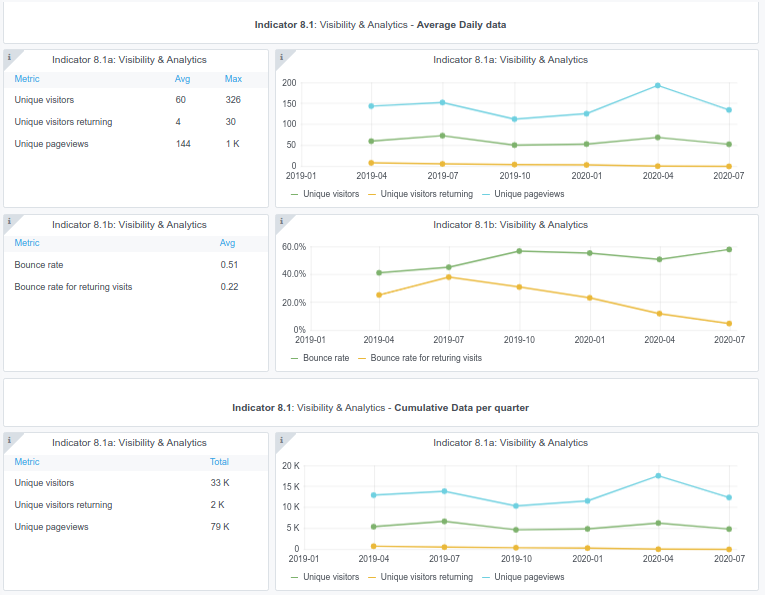 Indicator 8.1: Visibility & Analytics - Average Daily data
i
Indicator 8.1a: Visibility & Analytics
Metric Avg Max
Unique visitors 60 326
Unique visitors returning 4 30
Unique pageviews 144 1 K
i
Indicator 8.1a: Visibility & Analytics
200
150
100
50
0
2019-01 2019-04 2019-07 2019-10 2020-01 2020-04 2020-07
Unique visitors Unique visitors returning Unique pageviews
i
Indicator 8.1b: Visibility & Analytics
Metric Avg
Bounce rate 0.51
Bounce rate for returing visits 0.22
i
Indicator 8.1b: Visibility & Analytics
60.0%
40.0%
20.0%
0%
2019-01 2019-04 2019-07 2019-10 2020-01 2020-04 2020-07
Bounce rate Bounce rate for returing visits
Indicator 8.1: Visibility & Analytics - Cumulative Data per quarter
i
Indicator 8.1a: Visibility & Analytics
Metric Total
Unique visitors 33 K
Unique visitors returning 2 K
Unique pageviews 79 K
i
Indicator 8.1a: Visibility & Analytics
20 K
15 K
10 K
5 K
0
2019-01 2019-04 2019-07 2019-10 2020-01 2020-04 2020-07
Unique visitors Unique visitors returning Unique pageviews